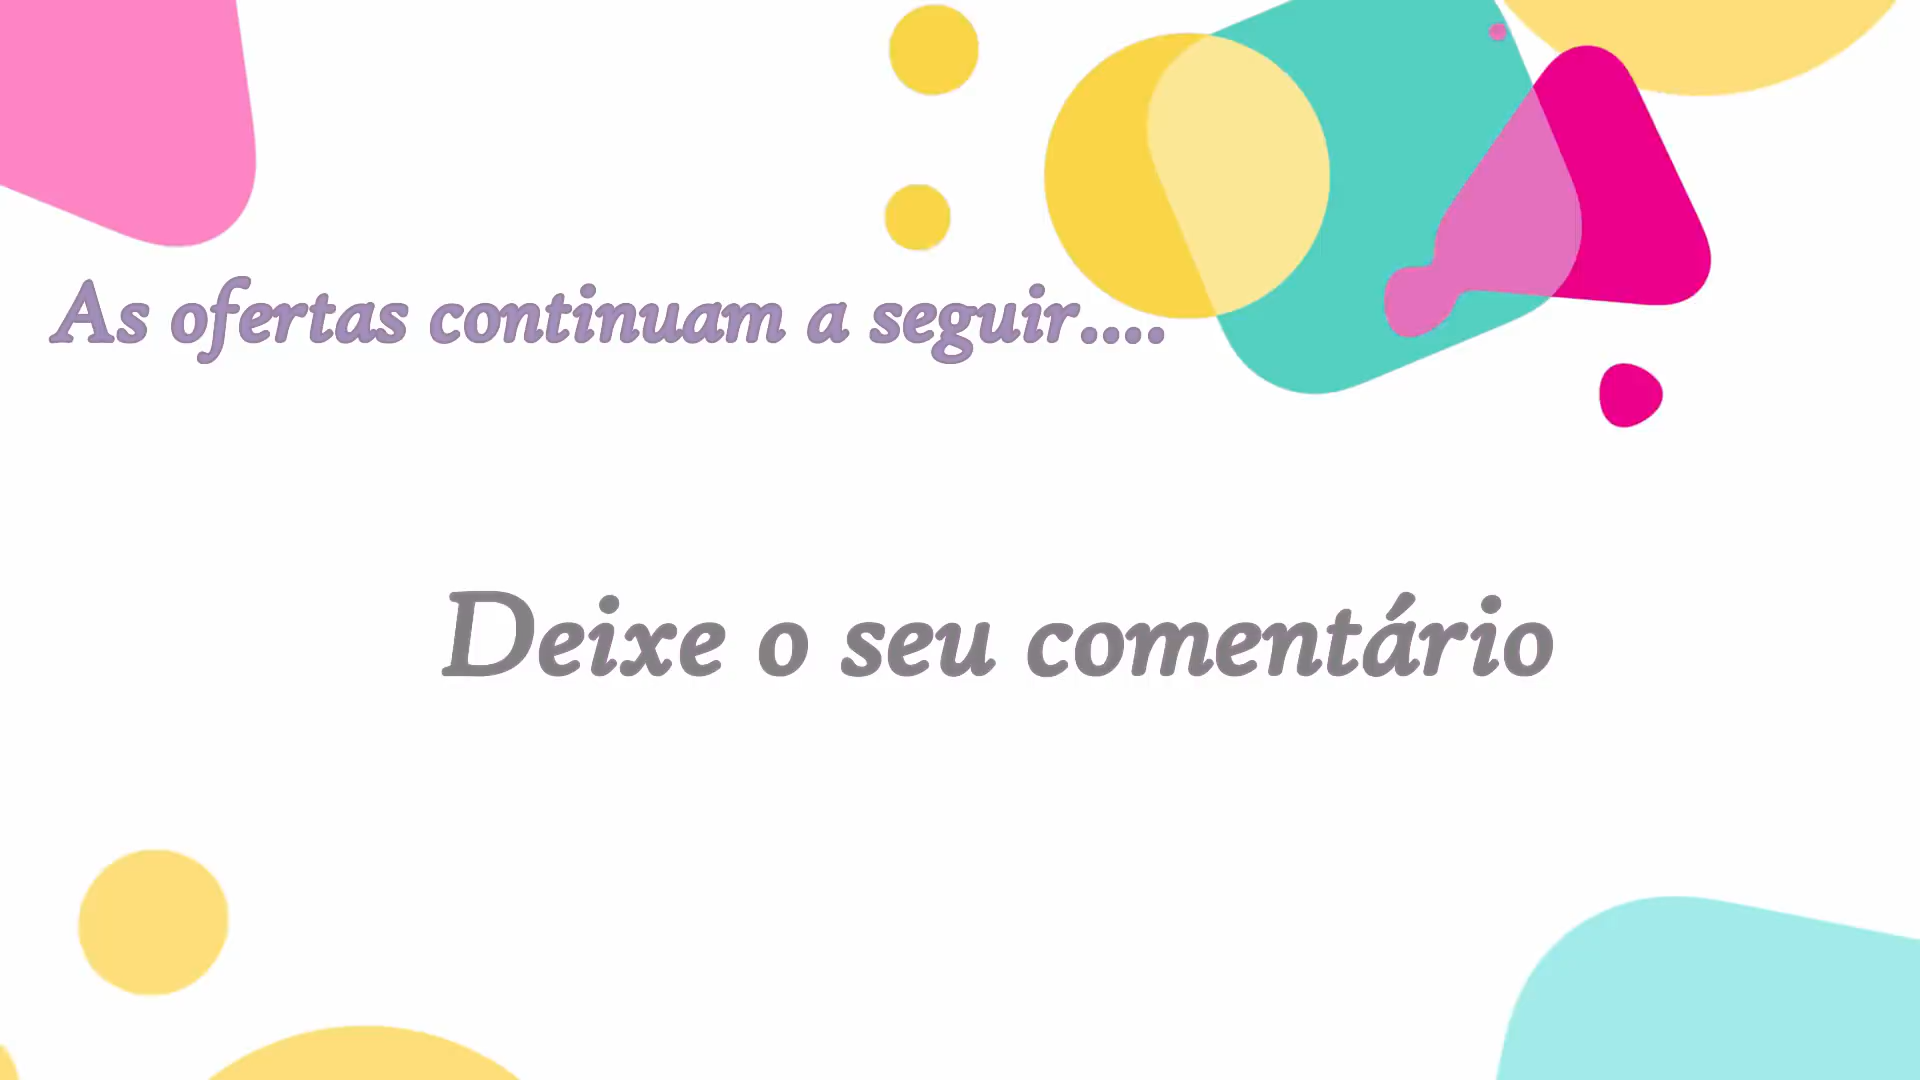 As ofertas continuam a seguir....
Deixe o seu comentário